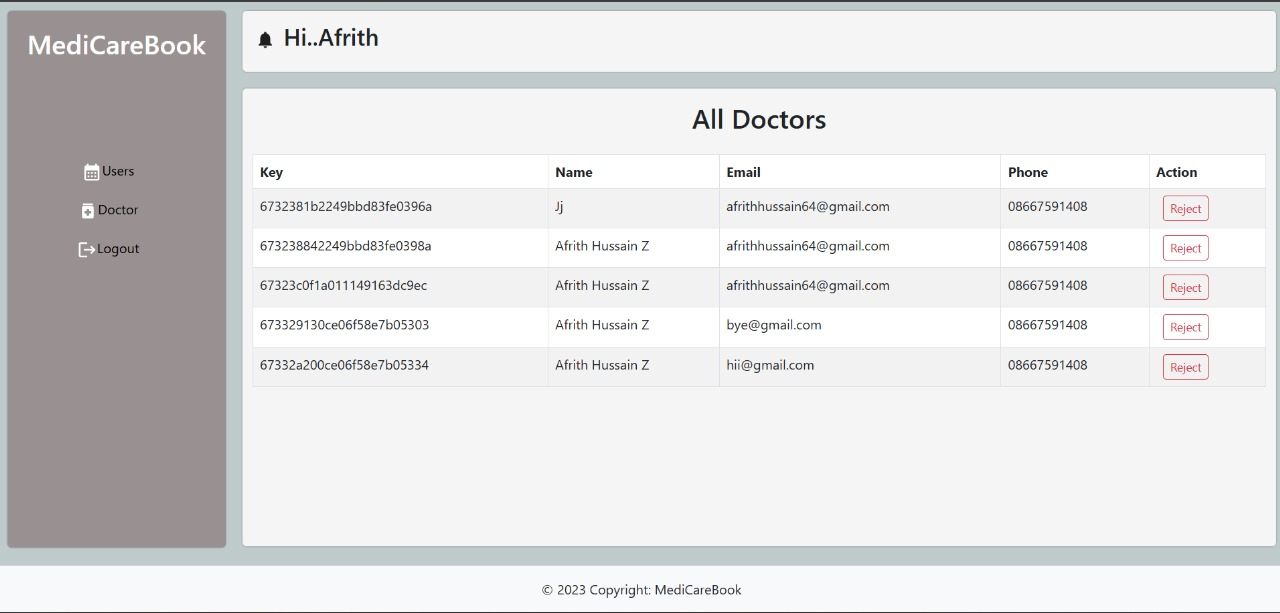 MediCareBook
Users
Doctor
Logout
Hi..Afrith
All Doctors
Key Name Email Phone Action
6732381b2249bbd83fe0396a Jj afrithhussain64@gmail.com 08667591408 Reject
673238842249bbd83fe0398a Afrith Hussain Z afrithhussain64@gmail.com 08667591408 Reject
67323c0f1a011149163dc9ec Afrith Hussain Z afrithhussain64@gmail.com 08667591408 Reject
673329130ce06f58e7b05303 Afrith Hussain Z bye@gmail.com 08667591408 Reject
67332a200ce06f58e7b05334 Afrith Hussain Z hii@gmail.com 08667591408 Reject
© 2023 Copyright: MediCareBook